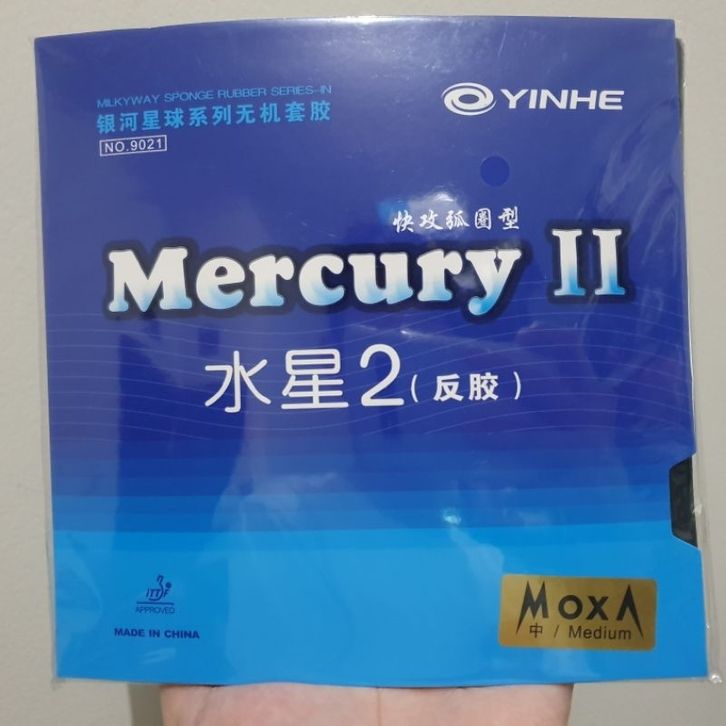 MILKYWAY SPONGE RUBBER SERIES-IN
YINHE
银河星球系列无机套胶
NO.9021
快攻弧圈型
Mercury II
水星2(反胶)
ITTF
APPROVED
MADE IN CHINA
MOXA
中 / Medium